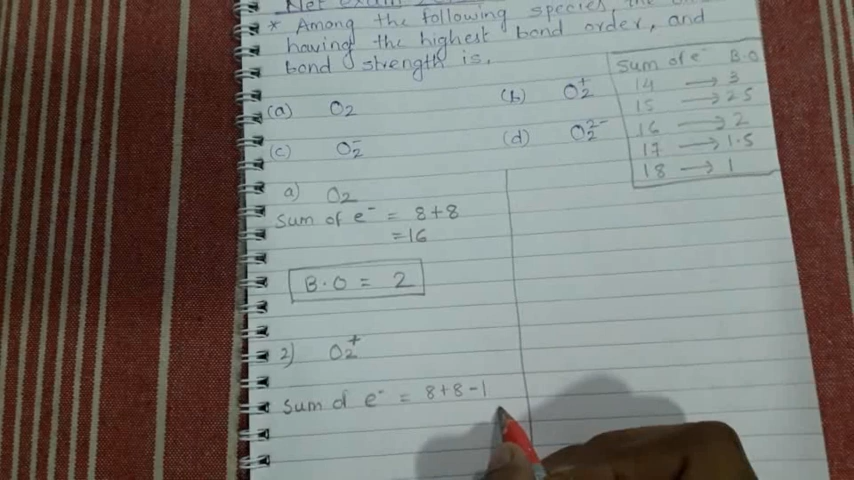 * Among the following species, the
having the highest bond order, and
bond strength is.
(a) O₂ (b) O₂⁺
(c) O₂⁻ (d) O₂²⁻
Sum of e⁻ B.O
14 → 3
15 → 2.5
16 → 2
17 → 1.5
18 → 1
a) O₂
Sum of e⁻ = 8+8
=16
B.O = 2
2) O₂⁺
Sum of e⁻ = 8+8-1